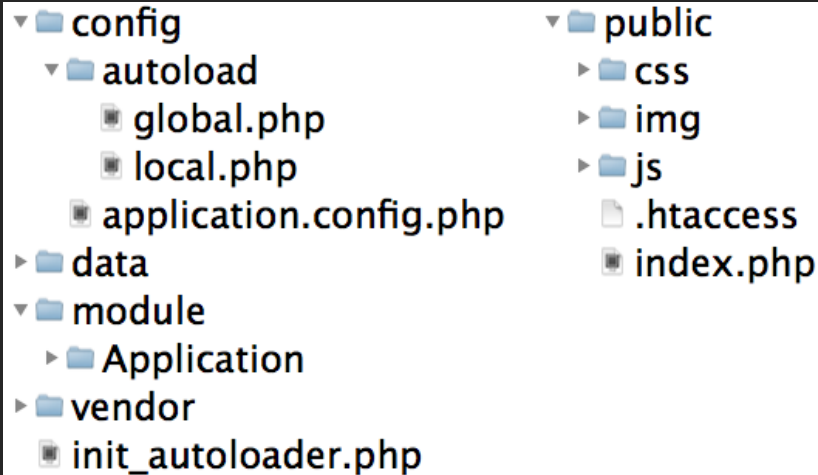 config
autoload
global.php
local.php
application.config.php
data
module
Application
vendor
init_autoloader.php
public
css
img
js
.htaccess
index.php